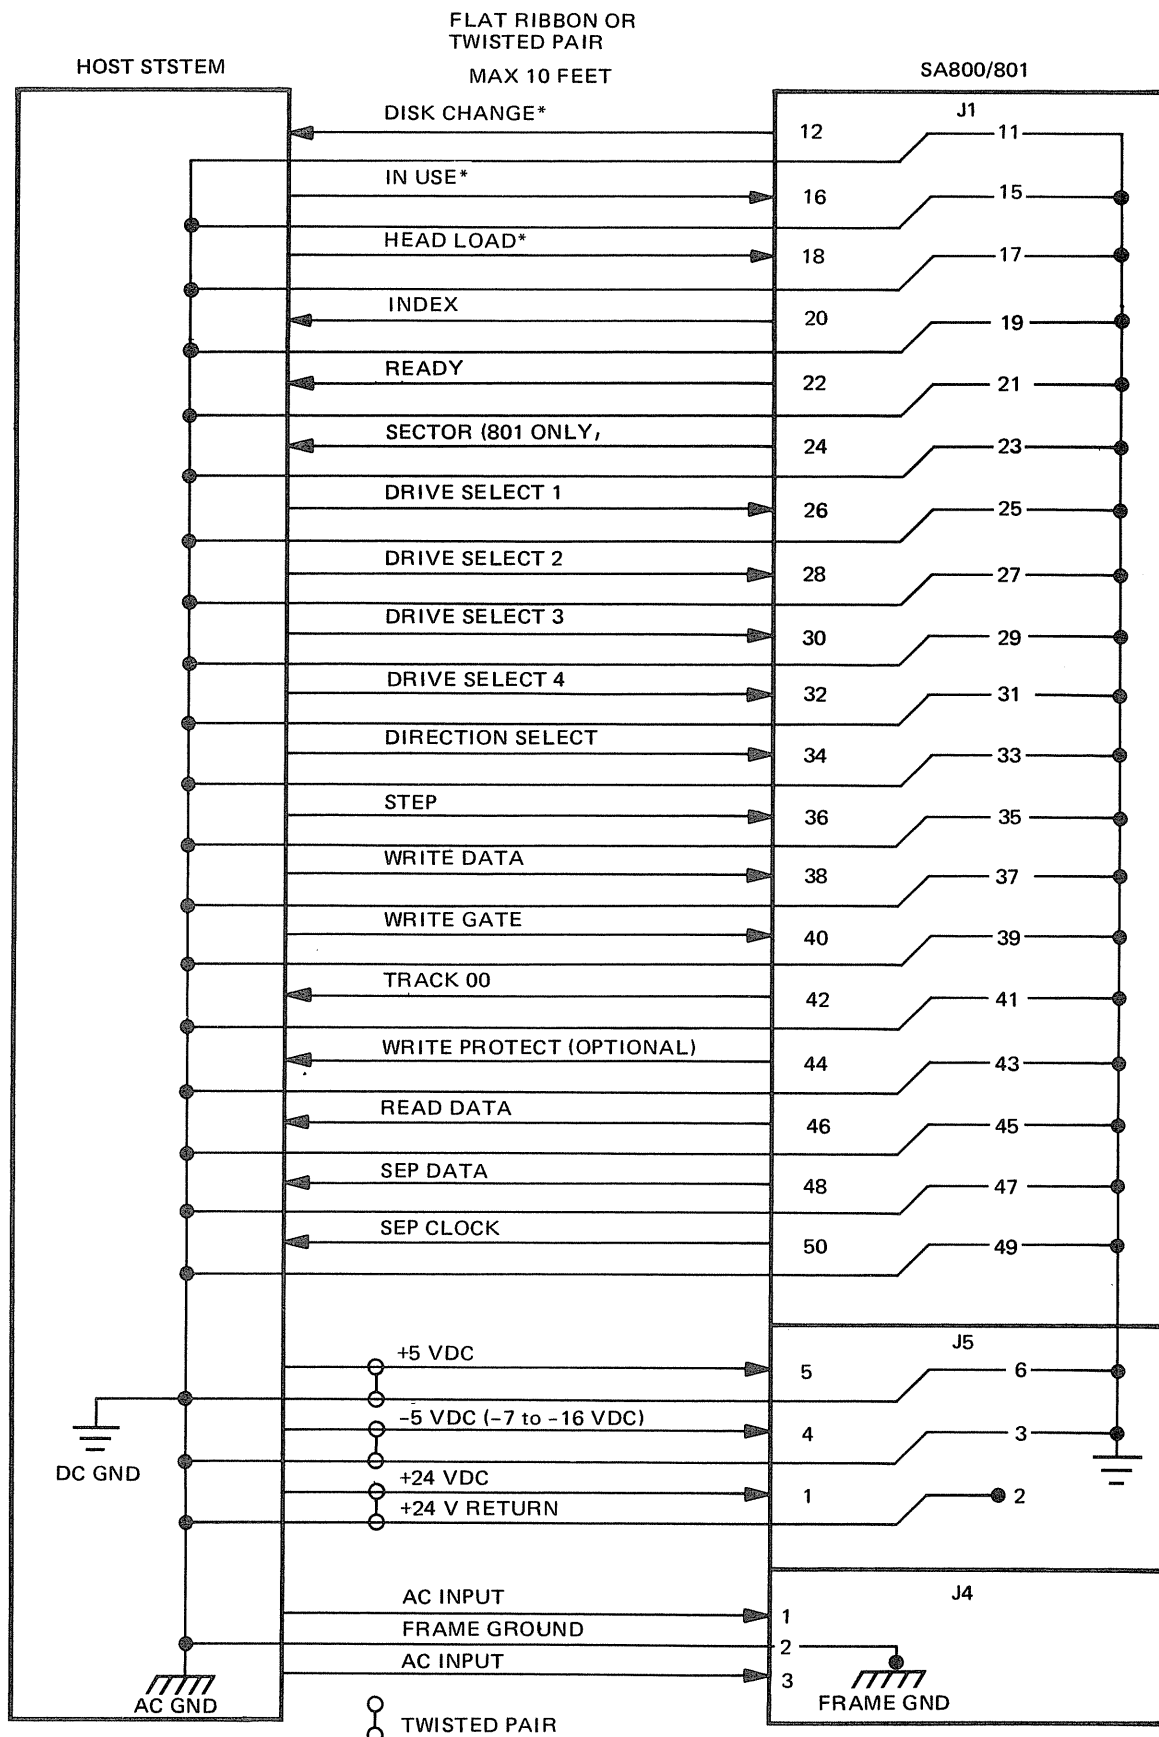 FLAT RIBBON OR
TWISTED PAIR
MAX 10 FEET
HOST STSTEM
SA800/801
J1
DISK CHANGE*
12
11
IN USE*
16
15
HEAD LOAD*
18
17
INDEX
20
19
READY
22
21
SECTOR (801 ONLY,
24
23
DRIVE SELECT 1
26
25
DRIVE SELECT 2
28
27
DRIVE SELECT 3
30
29
DRIVE SELECT 4
32
31
DIRECTION SELECT
34
33
STEP
36
35
WRITE DATA
38
37
WRITE GATE
40
39
TRACK 00
42
41
WRITE PROTECT (OPTIONAL)
44
43
READ DATA
46
45
SEP DATA
48
47
SEP CLOCK
50
49
J5
+5 VDC
5
6
-5 VDC (-7 to -16 VDC)
4
3
DC GND
+24 VDC
1
2
+24 V RETURN
J4
AC INPUT
1
FRAME GROUND
2
AC INPUT
3
AC GND
FRAME GND
TWISTED PAIR